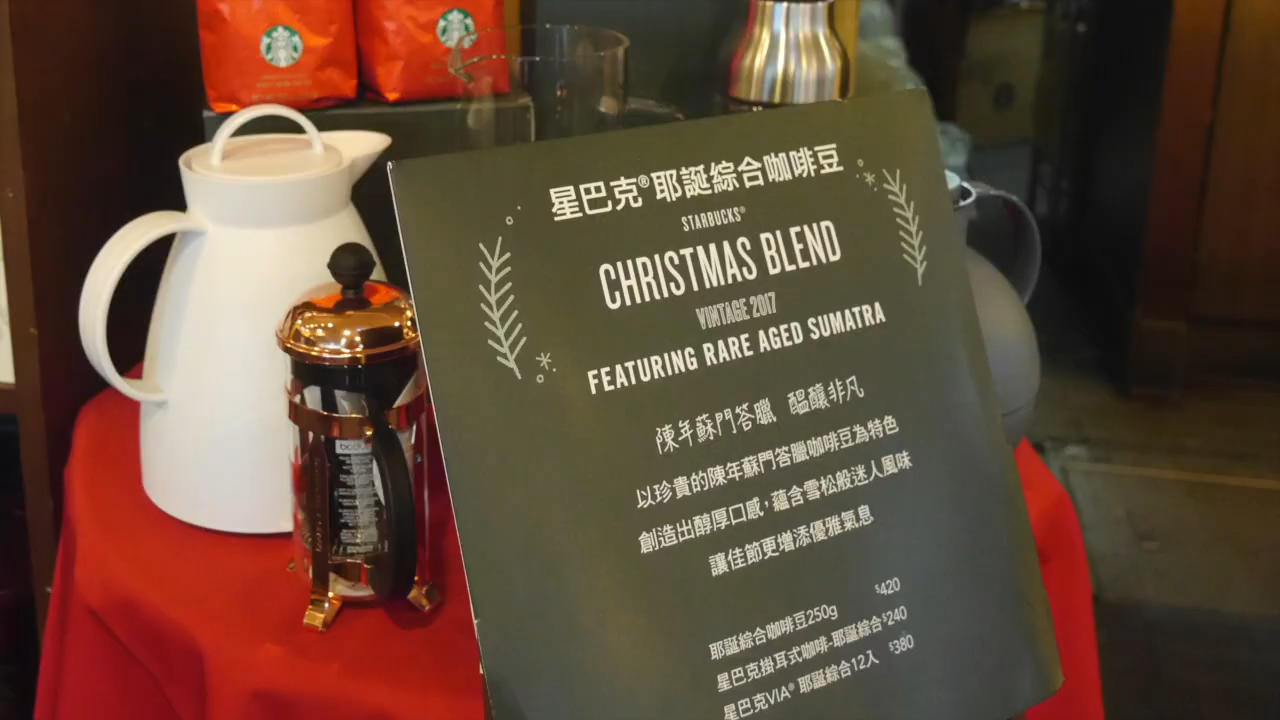 星巴克®耶誕綜合咖啡豆
STARBUCKS®
CHRISTMAS BLEND
VINTAGE 2017
FEATURING RARE AGED SUMATRA
陳年蘇門答臘 醞釀非凡
以珍貴的陳年蘇門答臘咖啡豆為特色
創造出醇厚口感,蘊含雪松般迷人風味
讓佳節更增添優雅氣息
耶誕綜合咖啡豆250g $420
星巴克掛耳式咖啡-耶誕綜合 $240
星巴克VIA® 耶誕綜合12入 $380